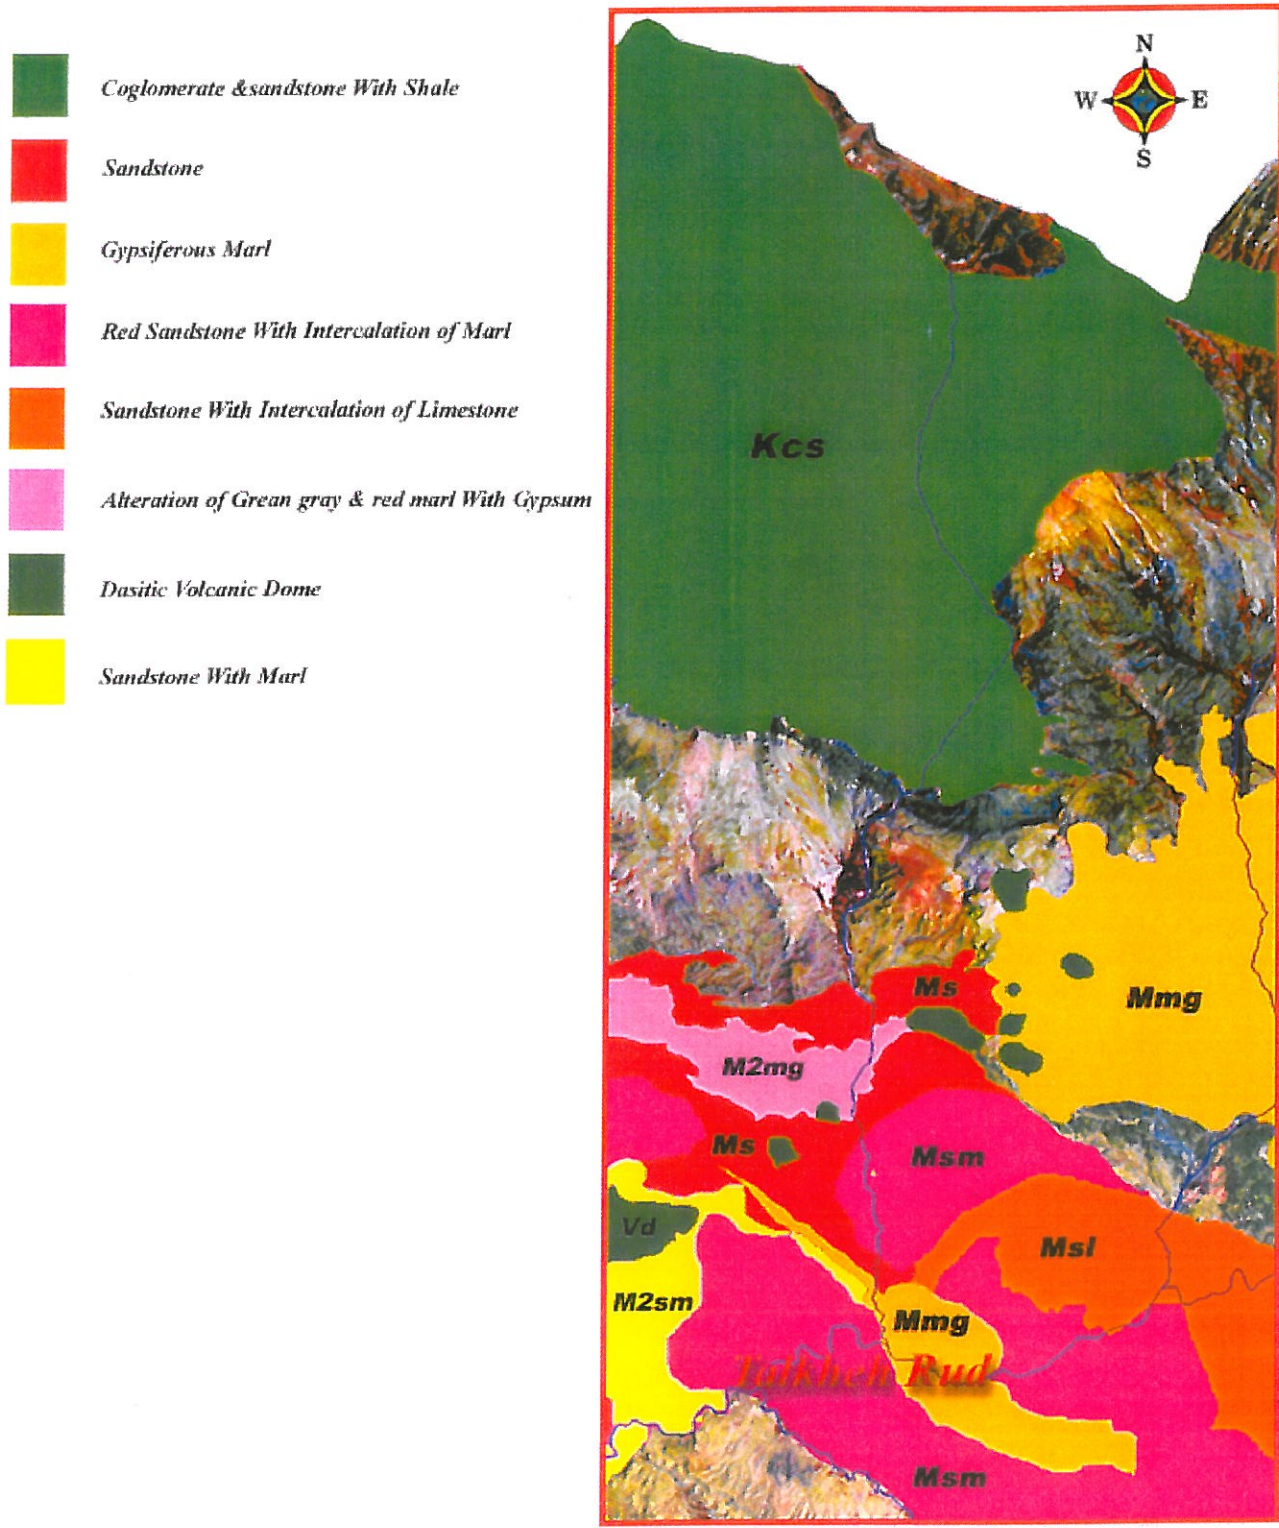 Coglomerate &sandstone With Shale
Sandstone
Gypsiferous Marl
Red Sandstone With Intercalation of Marl
Sandstone With Intercalation of Limestone
Alteration of Grean gray & red marl With Gypsum
Dasitic Volcanic Dome
Sandstone With Marl
N
W E
S
Kcs
Ms
Mmg
M2mg
Ms
Msm
Vd
Msl
M2sm
Mmg
Talkheh Rud
Msm